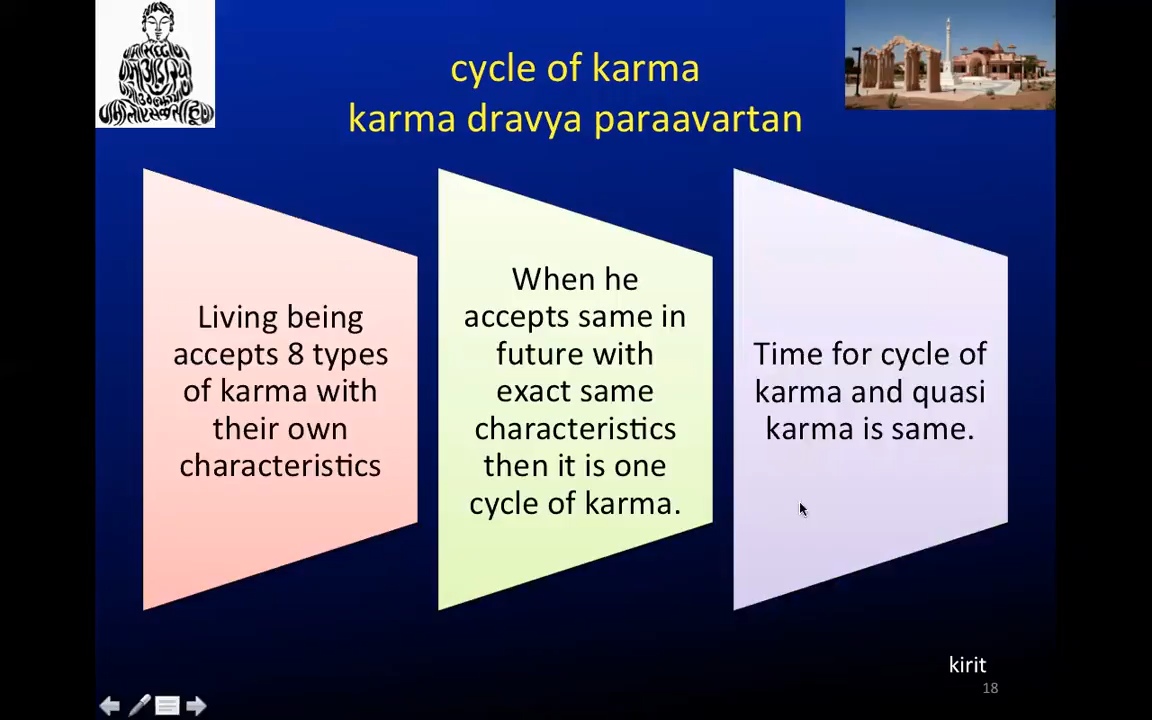 cycle of karma
karma dravya paraavartan
Living being
accepts 8 types
of karma with
their own
characteristics
When he
accepts same in
future with
exact same
characteristics
then it is one
cycle of karma.
Time for cycle of
karma and quasi
karma is same.
kirit
18